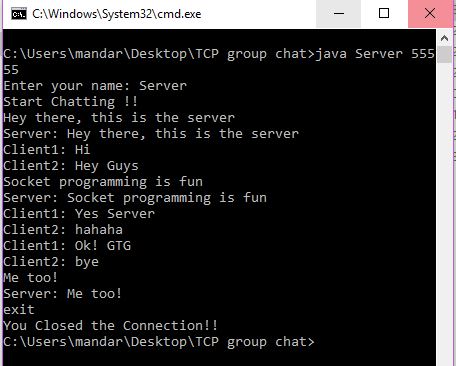 C:\Windows\System32\cmd.exe
C:\Users\mandar\Desktop\TCP group chat>java Server 555
55
Enter your name: Server
Start Chatting !!
Hey there, this is the server
Server: Hey there, this is the server
Client1: Hi
Client2: Hey Guys
Socket programming is fun
Server: Socket programming is fun
Client1: Yes Server
Client2: hahaha
Client1: Ok! GTG
Client2: bye
Me too!
Server: Me too!
exit
You Closed the Connection!!
C:\Users\mandar\Desktop\TCP group chat>